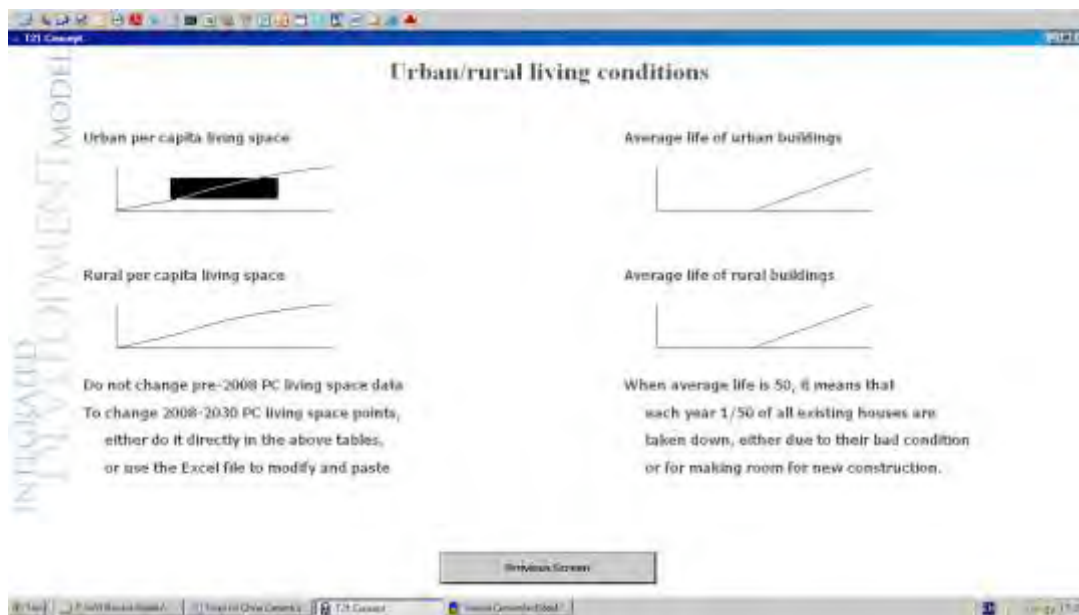 T21 Concept
Urban/rural living conditions
INTEGRATED
DEVELOPMENT MODEL
Urban per capita living space
Average life of urban buildings
Rural per capita living space
Average life of rural buildings
Do not change pre-2008 PC living space data
To change 2008-2030 PC living space points,
either do it directly in the above tables,
or use the Excel file to modify and paste
When average life is 50, it means that
each year 1/50 of all existing houses are
taken down, either due to their bad condition
or for making room for new construction.
Previous Screen
T21 Concept